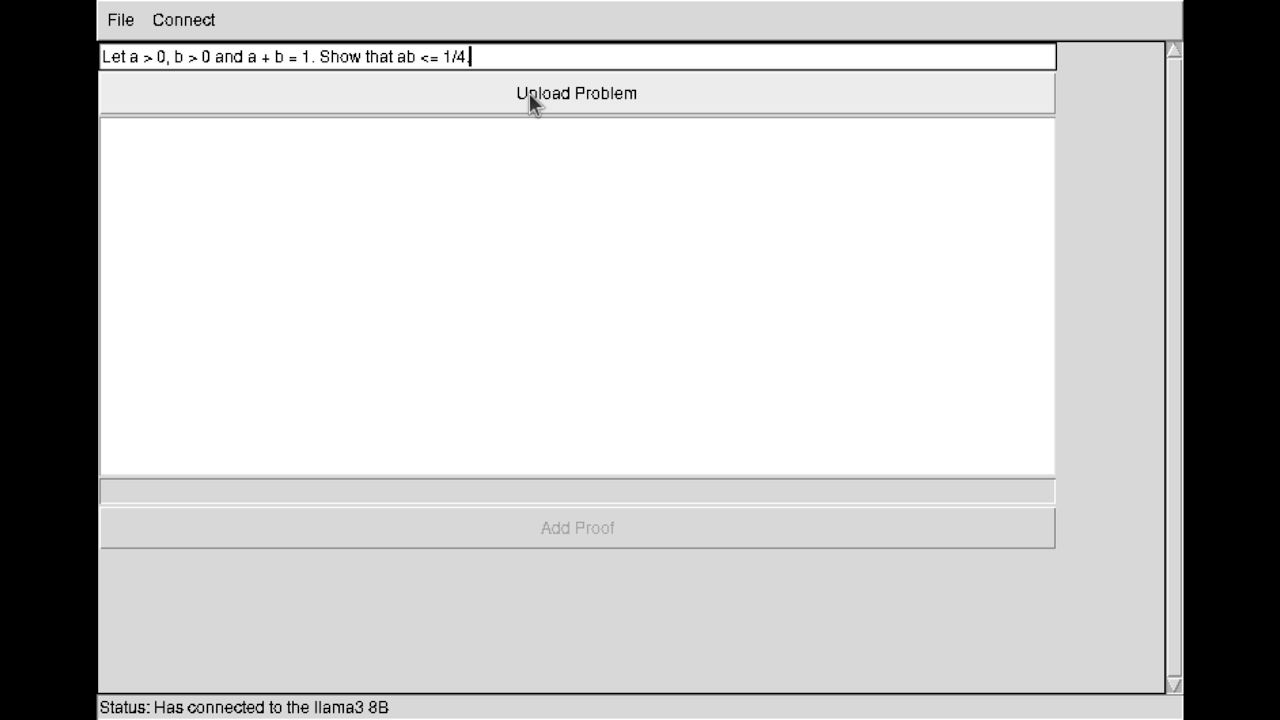 File Connect
Let a > 0, b > 0 and a + b = 1. Show that ab <= 1/4.
Upload Problem
Add Proof
Status: Has connected to the llama3 8B